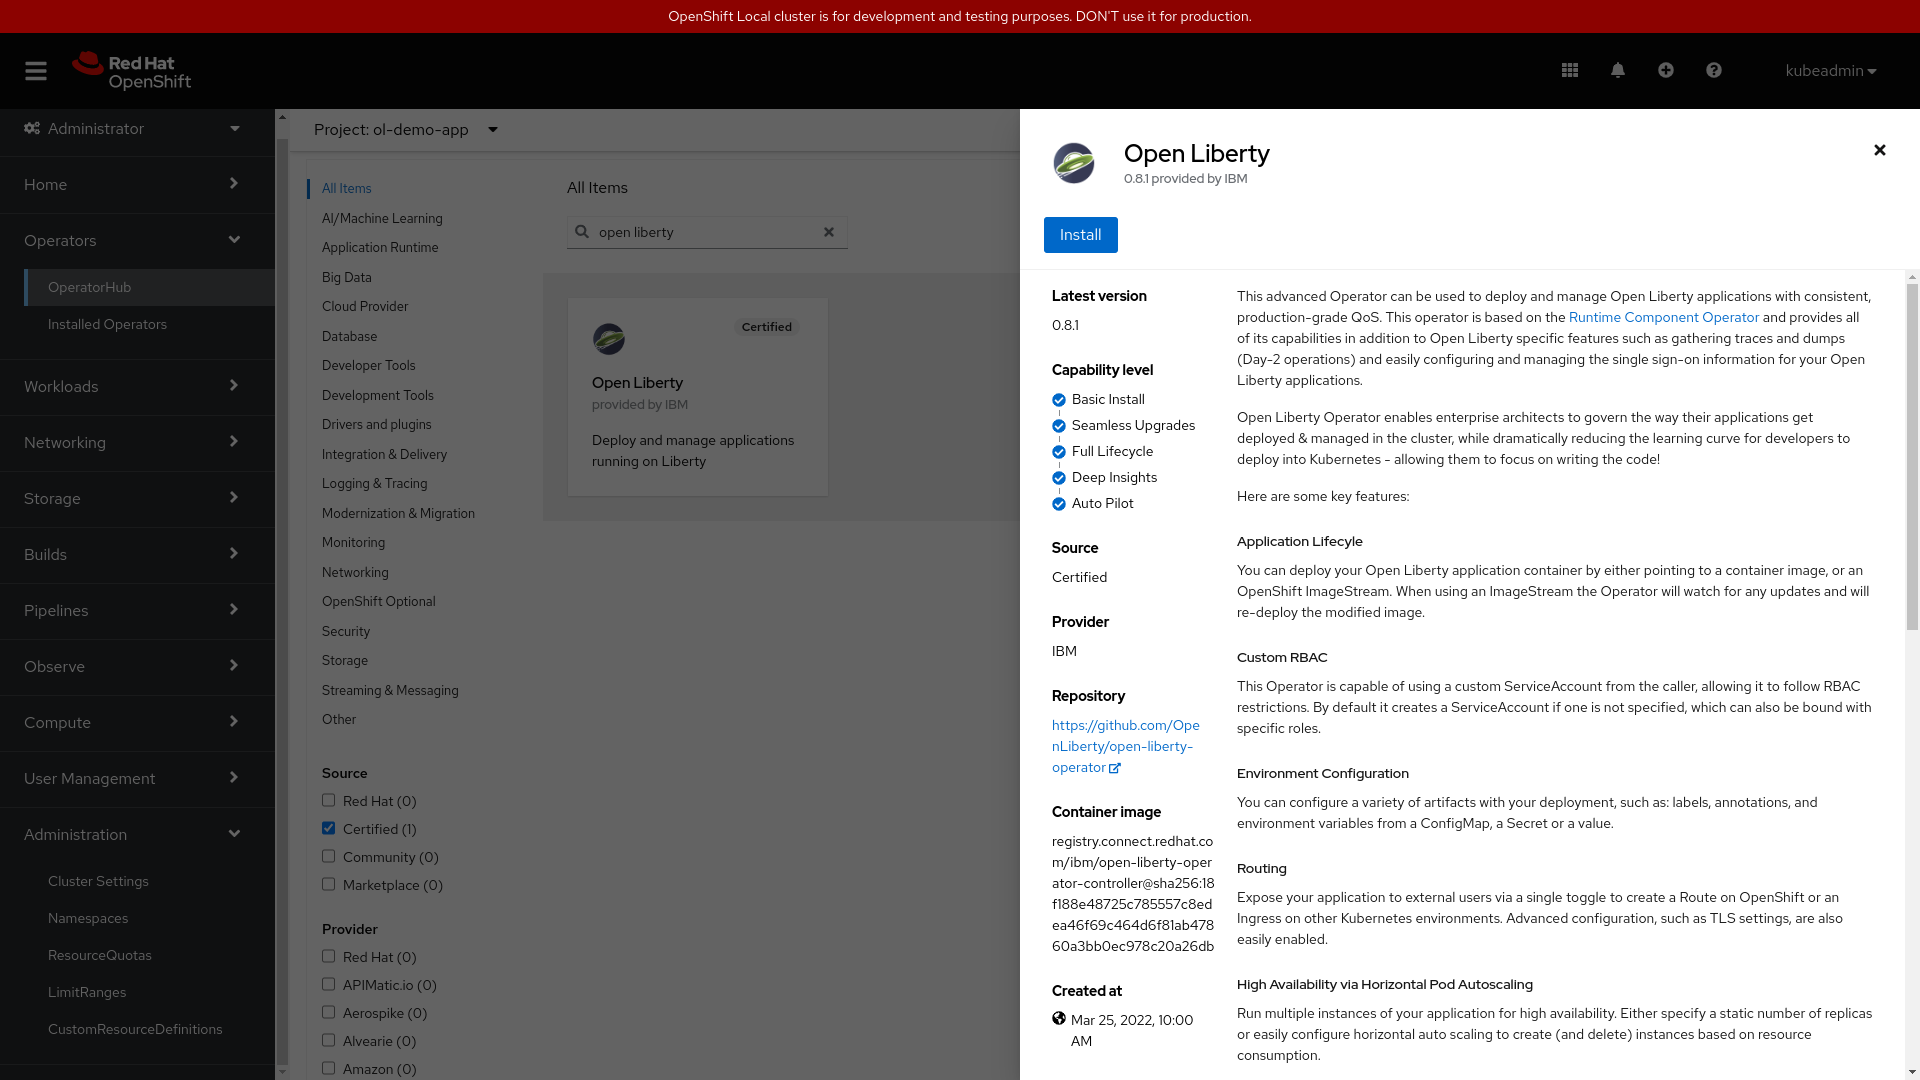 OpenShift Local cluster is for development and testing purposes. DON'T use it for production.
Red Hat
OpenShift
kubeadmin
Administrator
Home
Operators
OperatorHub
Installed Operators
Workloads
Networking
Storage
Builds
Pipelines
Observe
Compute
User Management
Administration
Cluster Settings
Namespaces
ResourceQuotas
LimitRanges
CustomResourceDefinitions
Project: ol-demo-app
All Items
AI/Machine Learning
Application Runtime
Big Data
Cloud Provider
Database
Developer Tools
Development Tools
Drivers and plugins
Integration & Delivery
Logging & Tracing
Modernization & Migration
Monitoring
Networking
OpenShift Optional
Security
Storage
Streaming & Messaging
Other
Source
Red Hat (0)
Certified (1)
Community (0)
Marketplace (0)
Provider
Red Hat (0)
APIMatic.io (0)
Aerospike (0)
Alvearie (0)
Amazon (0)
All Items
open liberty
Certified
Open Liberty
provided by IBM
Deploy and manage applications
running on Liberty
Open Liberty
0.8.1 provided by IBM
Install
Latest version
0.8.1
Capability level
Basic Install
Seamless Upgrades
Full Lifecycle
Deep Insights
Auto Pilot
Source
Certified
Provider
IBM
Repository
https://github.com/Ope
nLiberty/open-liberty-
operator
Container image
registry.connect.redhat.co
m/ibm/open-liberty-oper
ator-controller@sha256:18
f188e48725c785557c8ed
ea46f69c464d6f81ab478
60a3bb0ec978c20a26db
Created at
Mar 25, 2022, 10:00
AM
This advanced Operator can be used to deploy and manage Open Liberty applications with consistent,
production-grade QoS. This operator is based on the Runtime Component Operator and provides all
of its capabilities in addition to Open Liberty specific features such as gathering traces and dumps
(Day-2 operations) and easily configuring and managing the single sign-on information for your Open
Liberty applications.
Open Liberty Operator enables enterprise architects to govern the way their applications get
deployed & managed in the cluster, while dramatically reducing the learning curve for developers to
deploy into Kubernetes - allowing them to focus on writing the code!
Here are some key features:
Application Lifecyle
You can deploy your Open Liberty application container by either pointing to a container image, or an
OpenShift ImageStream. When using an ImageStream the Operator will watch for any updates and will
re-deploy the modified image.
Custom RBAC
This Operator is capable of using a custom ServiceAccount from the caller, allowing it to follow RBAC
restrictions. By default it creates a ServiceAccount if one is not specified, which can also be bound with
specific roles.
Environment Configuration
You can configure a variety of artifacts with your deployment, such as: labels, annotations, and
environment variables from a ConfigMap, a Secret or a value.
Routing
Expose your application to external users via a single toggle to create a Route on OpenShift or an
Ingress on other Kubernetes environments. Advanced configuration, such as TLS settings, are also
easily enabled.
High Availability via Horizontal Pod Autoscaling
Run multiple instances of your application for high availability. Either specify a static number of replicas
or easily configure horizontal auto scaling to create (and delete) instances based on resource
consumption.